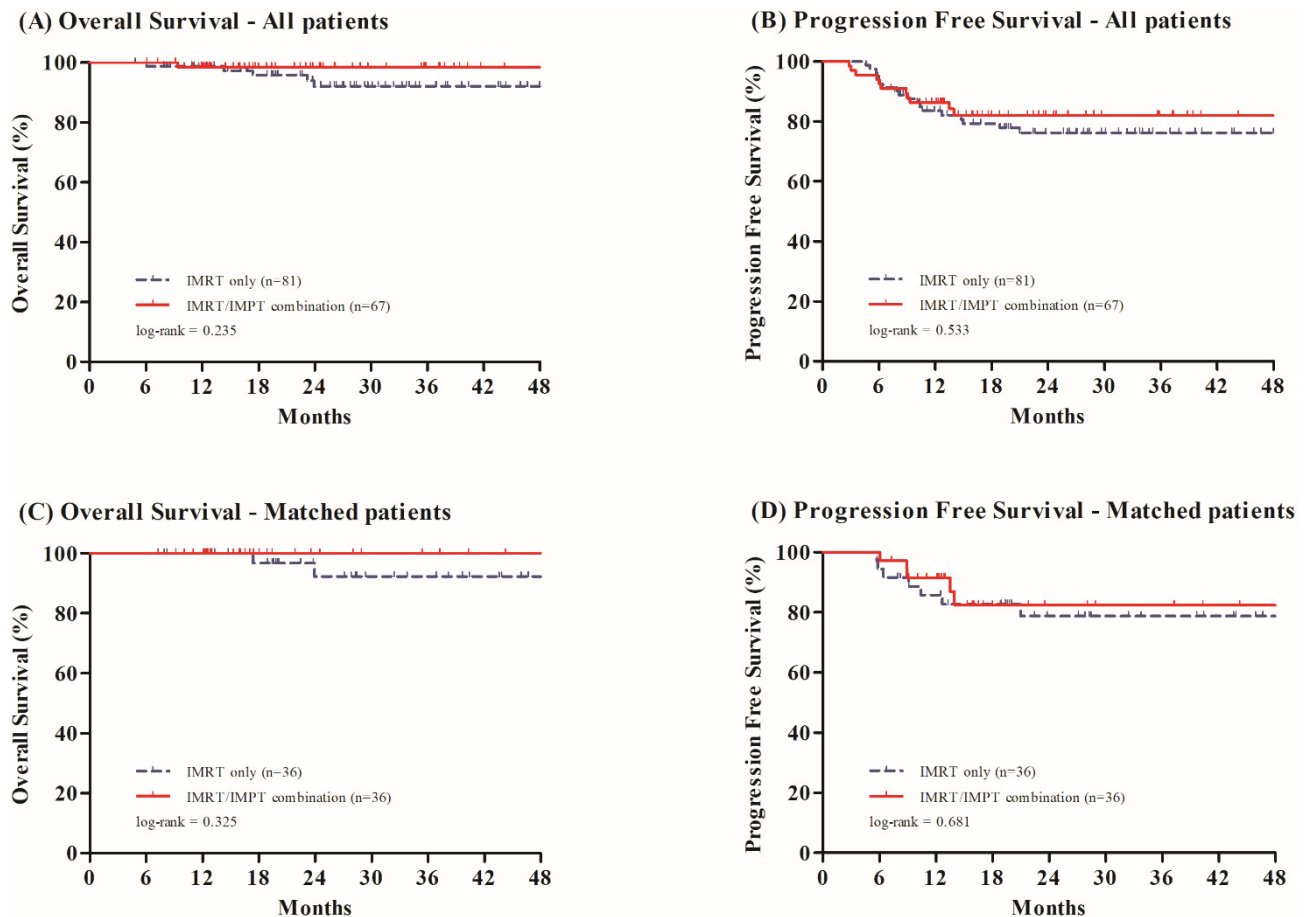 (A) Overall Survival - All patients
Overall Survival (%)
100
80
60
40
20
0
IMRT only (n=81)
IMRT/IMPT combination (n=67)
log-rank = 0.235
0 6 12 18 24 30 36 42 48
Months
(B) Progression Free Survival - All patients
Progression Free Survival (%)
100
80
60
40
20
0
IMRT only (n=81)
IMRT/IMPT combination (n=67)
log-rank = 0.533
0 6 12 18 24 30 36 42 48
Months
(C) Overall Survival - Matched patients
Overall Survival (%)
100
80
60
40
20
0
IMRT only (n=36)
IMRT/IMPT combination (n=36)
log-rank = 0.325
0 6 12 18 24 30 36 42 48
Months
(D) Progression Free Survival - Matched patients
Progression Free Survival (%)
100
80
60
40
20
0
IMRT only (n=36)
IMRT/IMPT combination (n=36)
log-rank = 0.681
0 6 12 18 24 30 36 42 48
Months